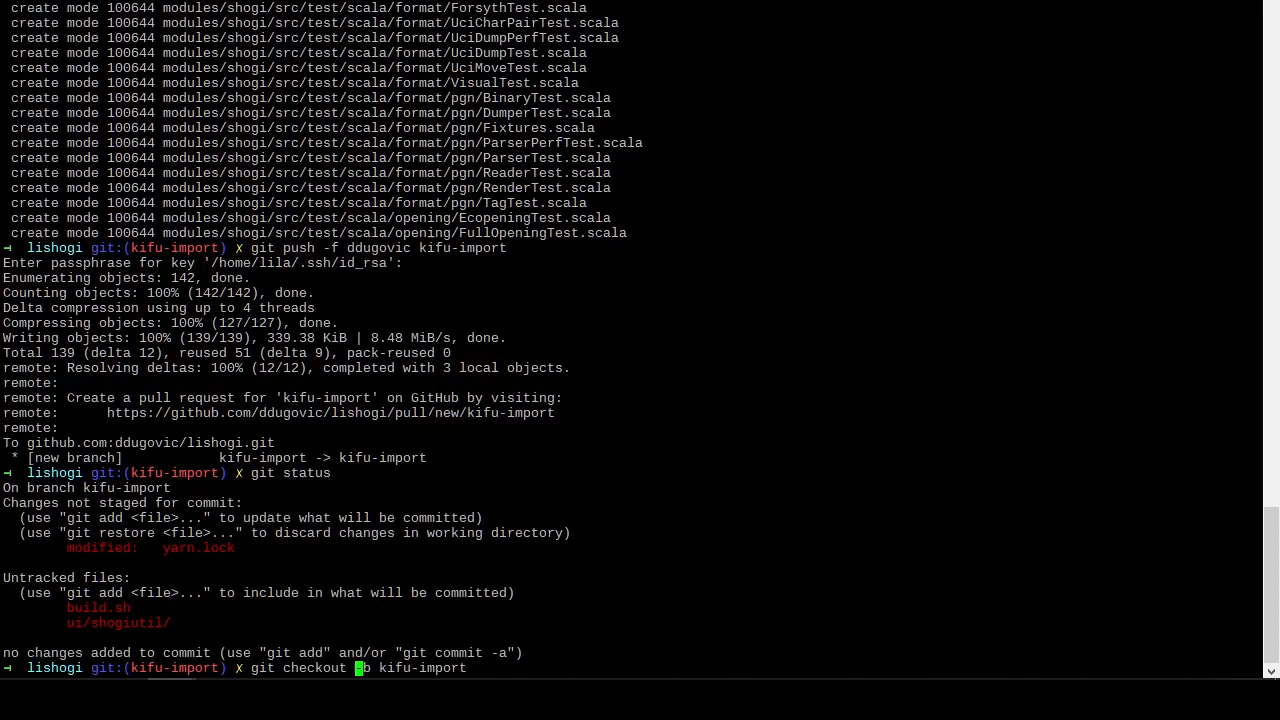 create mode 100644 modules/shogi/src/test/scala/format/ForsythTest.scala
create mode 100644 modules/shogi/src/test/scala/format/UciCharPairTest.scala
create mode 100644 modules/shogi/src/test/scala/format/UciDumpPerfTest.scala
create mode 100644 modules/shogi/src/test/scala/format/UciDumpTest.scala
create mode 100644 modules/shogi/src/test/scala/format/UciMoveTest.scala
create mode 100644 modules/shogi/src/test/scala/format/VisualTest.scala
create mode 100644 modules/shogi/src/test/scala/format/pgn/BinaryTest.scala
create mode 100644 modules/shogi/src/test/scala/format/pgn/DumperTest.scala
create mode 100644 modules/shogi/src/test/scala/format/pgn/Fixtures.scala
create mode 100644 modules/shogi/src/test/scala/format/pgn/ParserPerfTest.scala
create mode 100644 modules/shogi/src/test/scala/format/pgn/ParserTest.scala
create mode 100644 modules/shogi/src/test/scala/format/pgn/ReaderTest.scala
create mode 100644 modules/shogi/src/test/scala/format/pgn/RenderTest.scala
create mode 100644 modules/shogi/src/test/scala/format/pgn/TagTest.scala
create mode 100644 modules/shogi/src/test/scala/opening/EcopeningTest.scala
create mode 100644 modules/shogi/src/test/scala/opening/FullOpeningTest.scala
⊣  lishogi git:(kifu-import) ✗ git push -f ddugovic kifu-import
Enter passphrase for key '/home/lila/.ssh/id_rsa':
Enumerating objects: 142, done.
Counting objects: 100% (142/142), done.
Delta compression using up to 4 threads
Compressing objects: 100% (127/127), done.
Writing objects: 100% (139/139), 339.38 KiB | 8.48 MiB/s, done.
Total 139 (delta 12), reused 51 (delta 9), pack-reused 0
remote: Resolving deltas: 100% (12/12), completed with 3 local objects.
remote:
remote: Create a pull request for 'kifu-import' on GitHub by visiting:
remote:      https://github.com/ddugovic/lishogi/pull/new/kifu-import
remote:
To github.com:ddugovic/lishogi.git
 * [new branch]            kifu-import -> kifu-import
⊣  lishogi git:(kifu-import) ✗ git status
On branch kifu-import
Changes not staged for commit:
  (use "git add <file>..." to update what will be committed)
  (use "git restore <file>..." to discard changes in working directory)
        modified:   yarn.lock
Untracked files:
  (use "git add <file>..." to include in what will be committed)
        build.sh
        ui/shogiutil/
no changes added to commit (use "git add" and/or "git commit -a")
⊣  lishogi git:(kifu-import) ✗ git checkout -b kifu-import